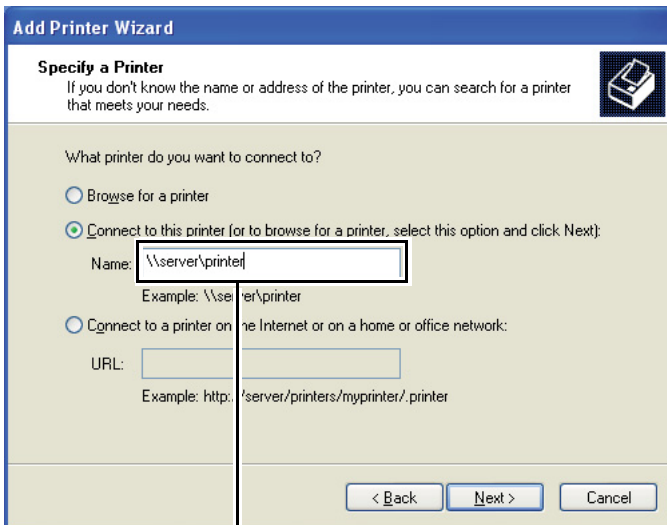 Add Printer Wizard
Specify a Printer
If you don't know the name or address of the printer, you can search for a printer
that meets your needs.
What printer do you want to connect to?
Browse for a printer
Connect to this printer (or to browse for a printer, select this option and click Next):
Name: \\server\printer
Example: \\server\printer
Connect to a printer on the Internet or on a home or office network:
URL:
Example: http://server/printers/myprinter/.printer
< Back Next > Cancel